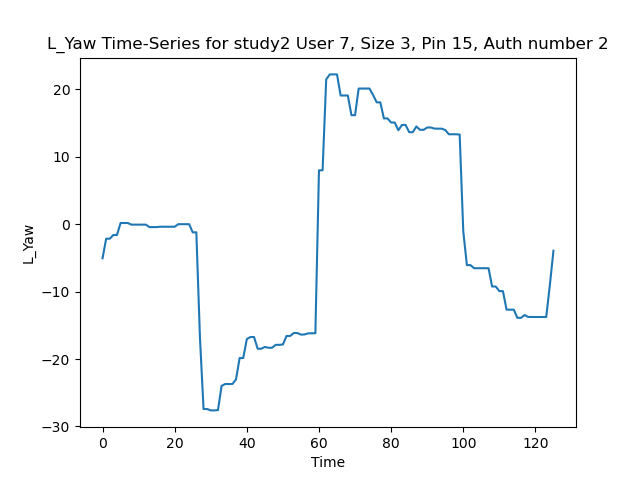 L_Yaw Time-Series for study2 User 7, Size 3, Pin 15, Auth number 2
20
10
0
−10
−20
−30
L_Yaw
0 20 40 60 80 100 120
Time